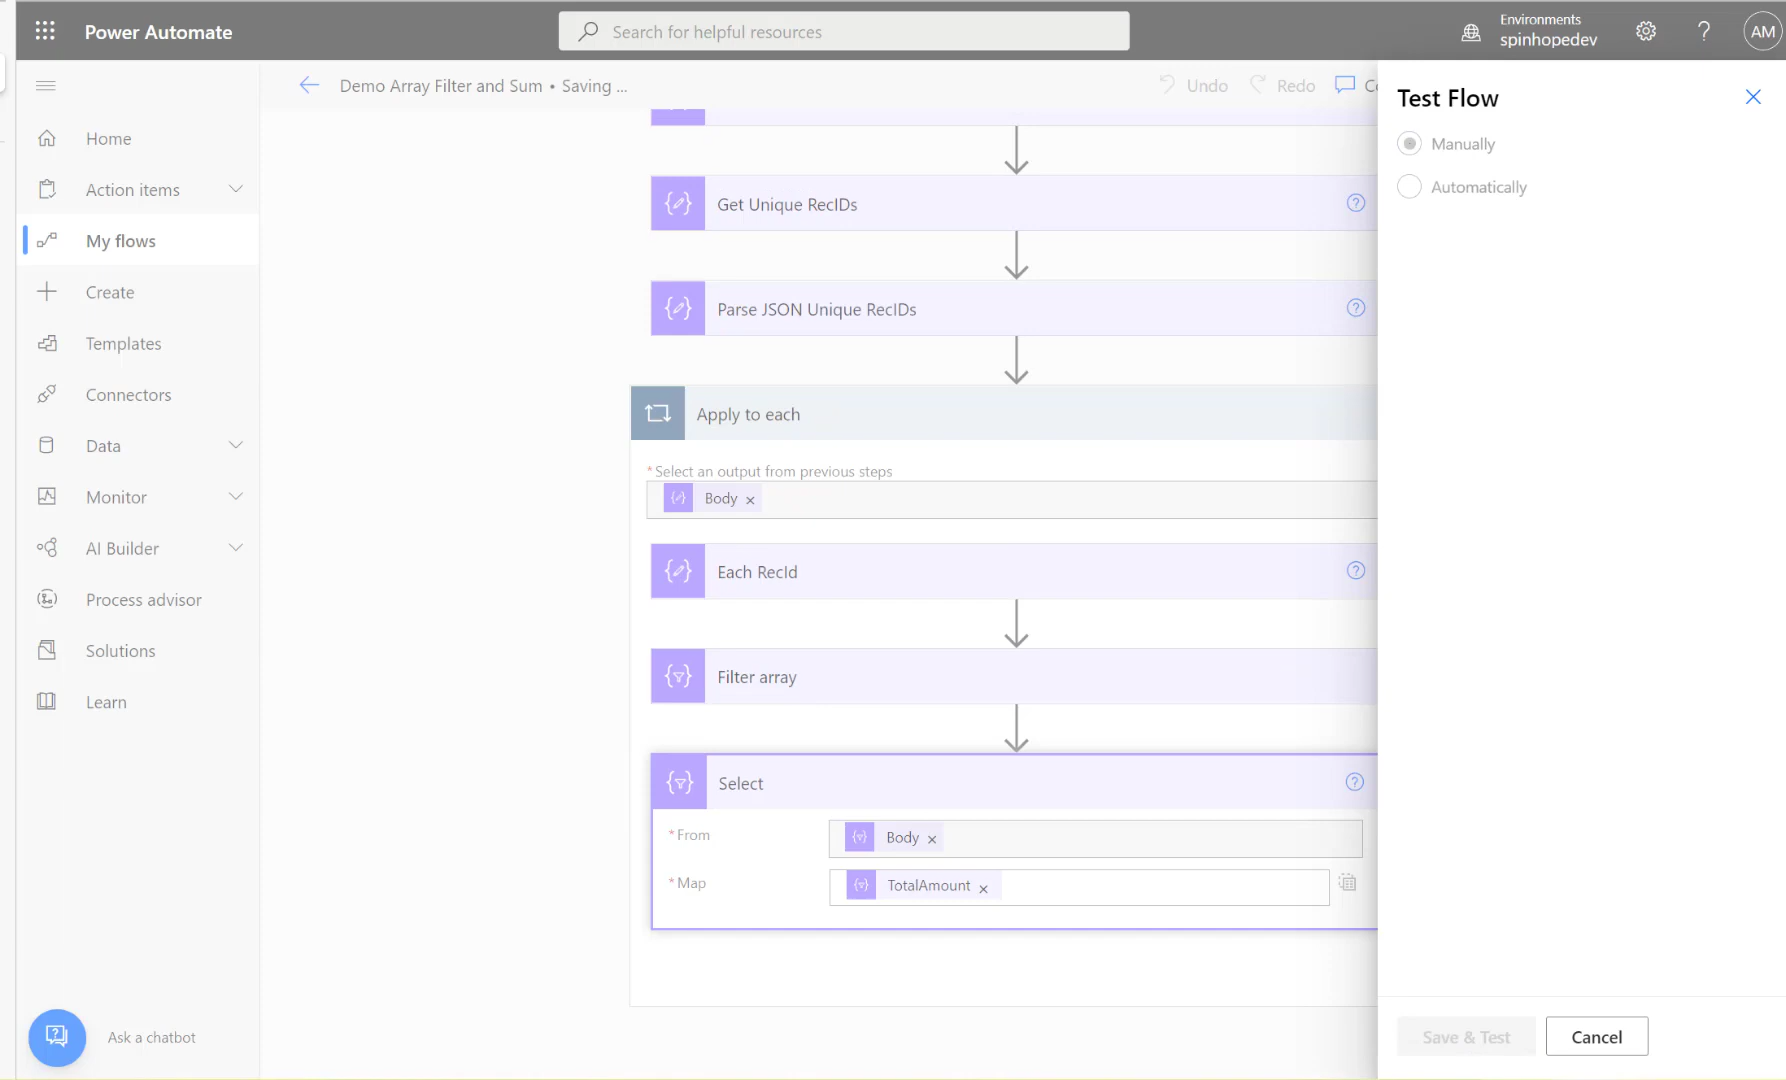 Power Automate
Search for helpful resources
Environments
spinhopedev
AM
Demo Array Filter and Sum • Saving ...
Undo
Redo
Test Flow
Manually
Automatically
Home
Action items
My flows
Create
Templates
Connectors
Data
Monitor
AI Builder
Process advisor
Solutions
Learn
Ask a chatbot
Get Unique RecIDs
Parse JSON Unique RecIDs
Apply to each
* Select an output from previous steps
Body ×
Each RecId
Filter array
Select
* From
Body ×
* Map
TotalAmount ×
Save & Test
Cancel